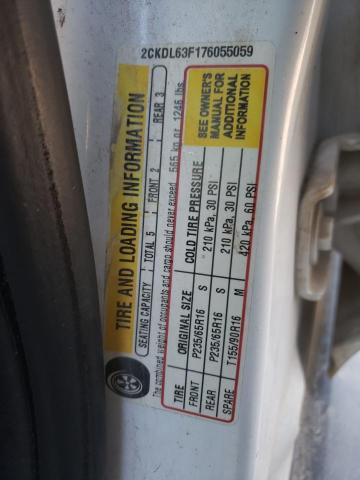 2CKDL63F176055059
TIRE AND LOADING INFORMATION
SEATING CAPACITY TOTAL 5 FRONT 2 REAR 3
The combined weight of occupants and cargo should never exceed 565 kg or 1246 lbs
TIRE ORIGINAL SIZE COLD TIRE PRESSURE
FRONT P235/65R16 S 210 kPa, 30 PSI
REAR P235/65R16 S 210 kPa, 30 PSI
SPARE T155/90R16 M 420 kPa, 60 PSI
SEE OWNER'S
MANUAL FOR
ADDITIONAL
INFORMATION